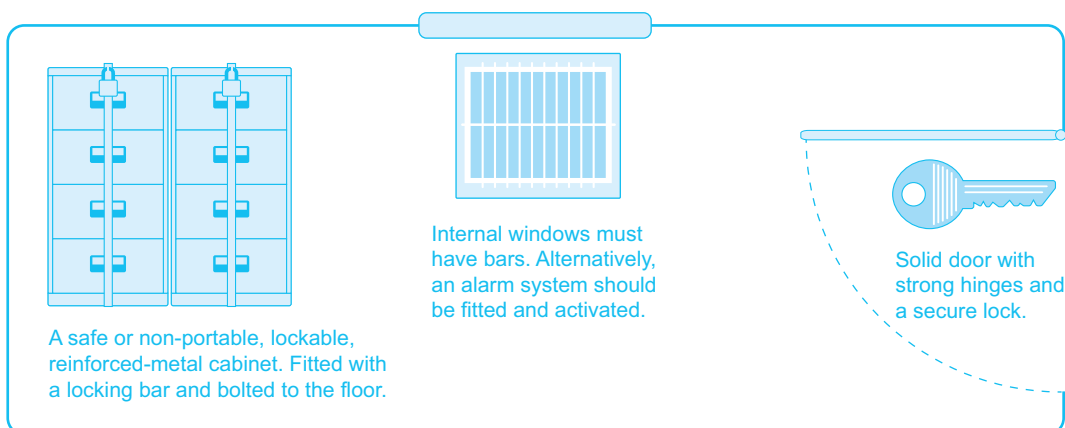 A safe or non-portable, lockable,
reinforced-metal cabinet. Fitted with
a locking bar and bolted to the floor.
Internal windows must
have bars. Alternatively,
an alarm system should
be fitted and activated.
Solid door with
strong hinges and
a secure lock.